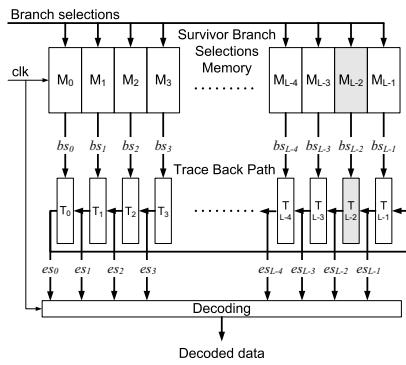 Branch selections
Survivor Branch
Selections
Memory
clk
M0 M1 M2 M3 ......... ML-4 ML-3 ML-2 ML-1
bs0 bs1 bs2 bs3 bsL-4 bsL-3 bsL-2 bsL-1
Trace Back Path
T0 T1 T2 T3 ......... TL-4 TL-3 TL-2 TL-1
es0 es1 es2 es3 esL-4 esL-3 esL-2 esL-1
Decoding
Decoded data